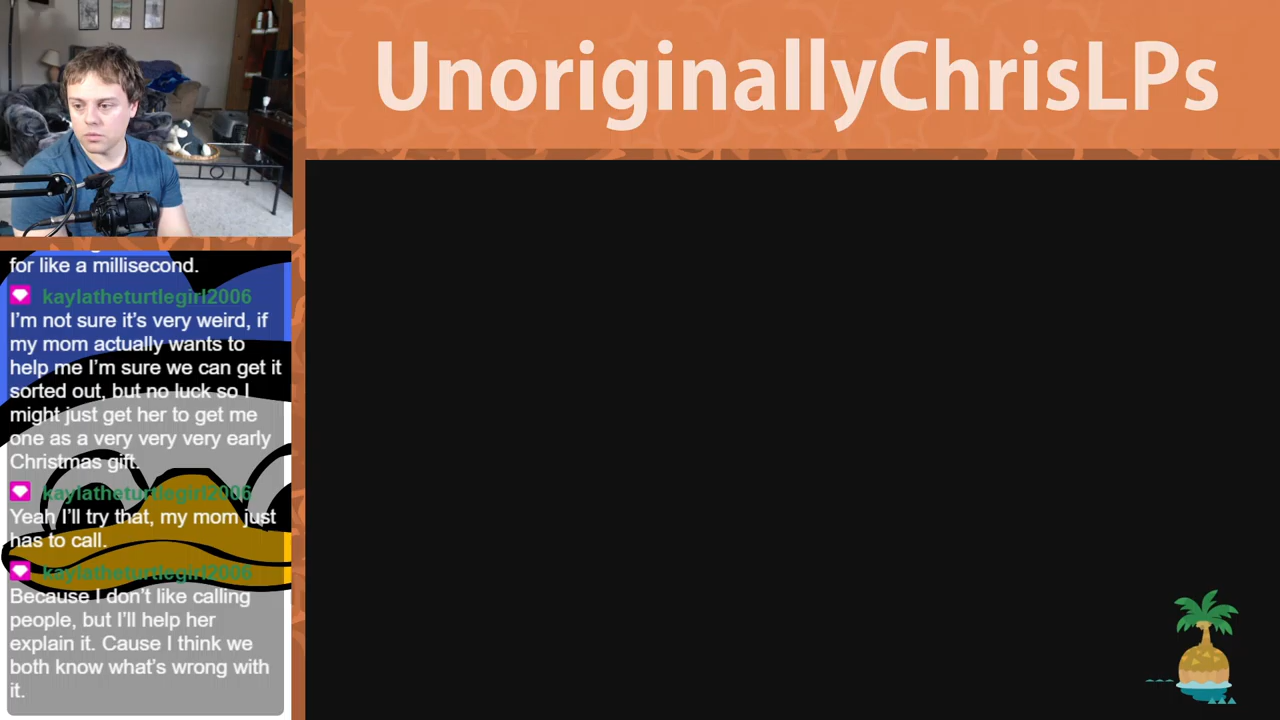 UnoriginallyChrisLPs
for like a millisecond.
kaylatheturtlegirl2006
I’m not sure it’s very weird, if
my mom actually wants to
help me I’m sure we can get it
sorted out, but no luck so I
might just get her to get me
one as a very very very early
Christmas gift.
kaylatheturtlegirl2006
Yeah I’ll try that, my mom just
has to call.
kaylatheturtlegirl2006
Because I don’t like calling
people, but I’ll help her
explain it. Cause I think we
both know what’s wrong with
it.